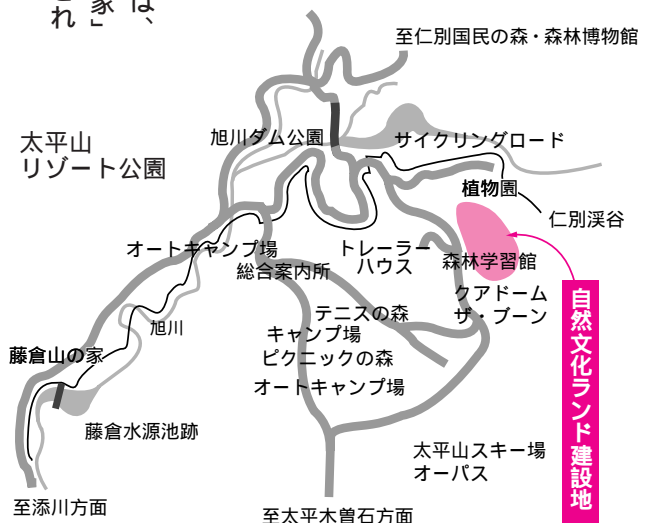 は、
家」
これ
至仁別国民の森・森林博物館
太平山
リゾート公園
旭川ダム公園
サイクリングロード
植物園
仁別渓谷
オートキャンプ場
総合案内所
トレーラー
ハウス
森林学習館
クアドーム
ザ・ブーン
旭川
テニスの森
キャンプ場
ピクニックの森
オートキャンプ場
藤倉山の家
藤倉水源池跡
太平山スキー場
オーパス
至添川方面
至太平木曽石方面
自然文化ランド建設地